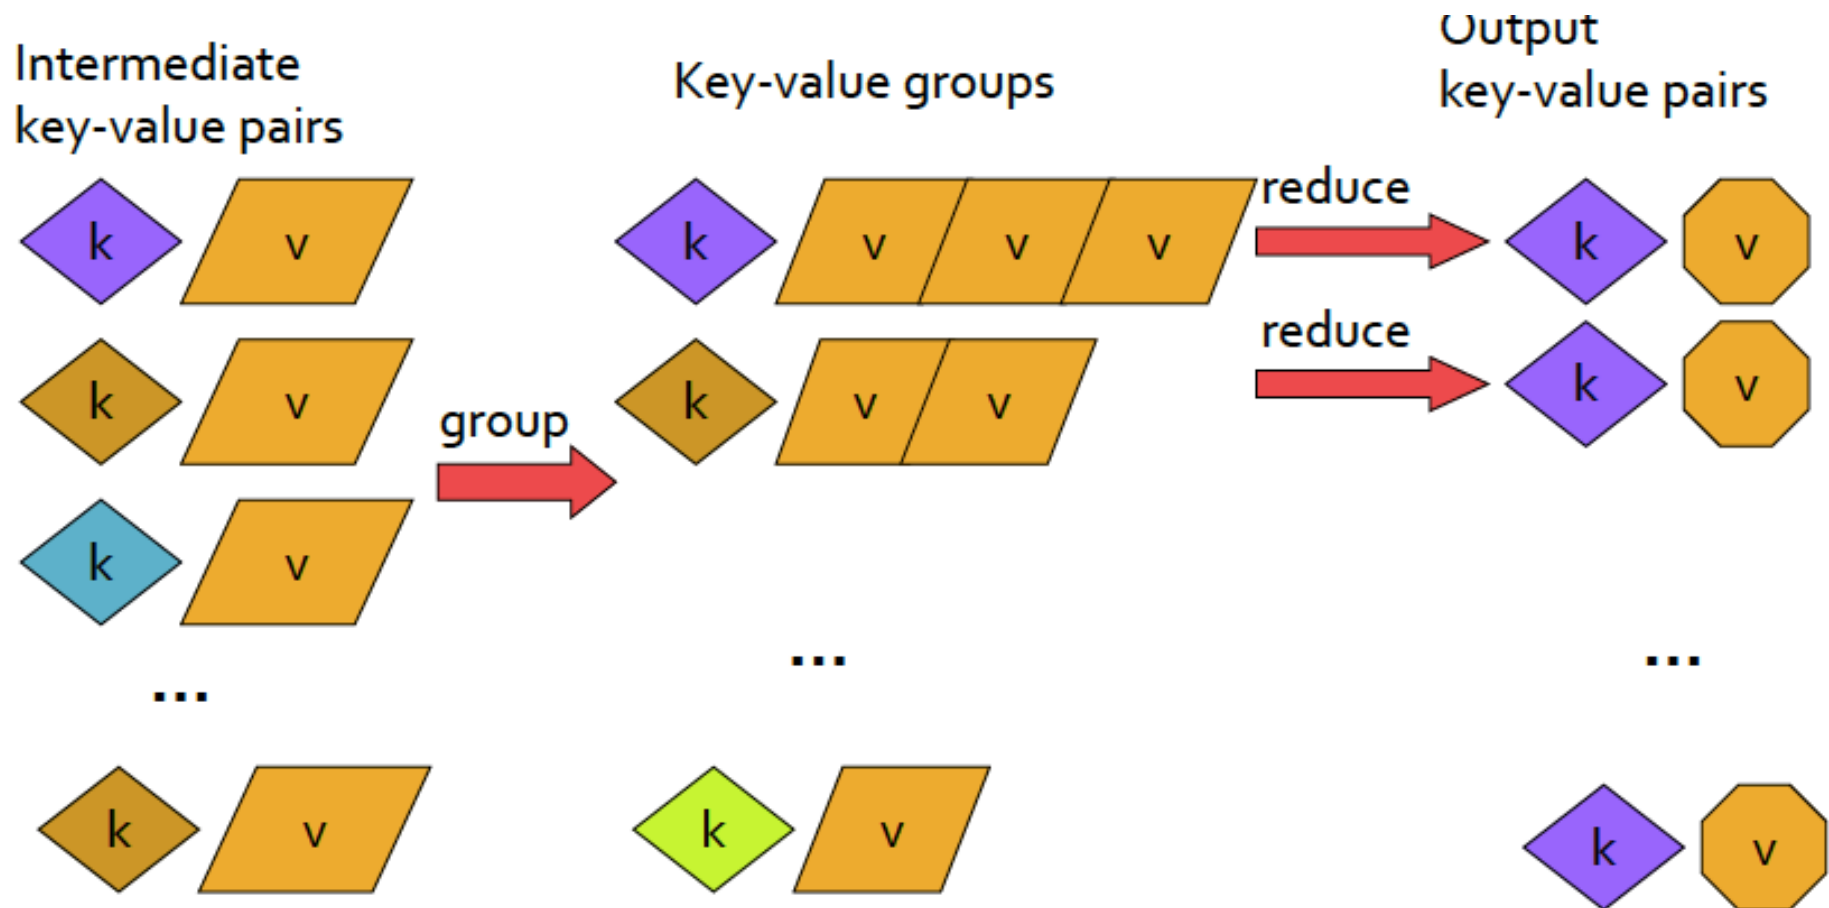 Intermediate
key-value pairs
Key-value groups
Output
key-value pairs
k v
k v v v
reduce
k v
k v
group
k v v
reduce
k v
k v
...
...
...
k v
k v
k v